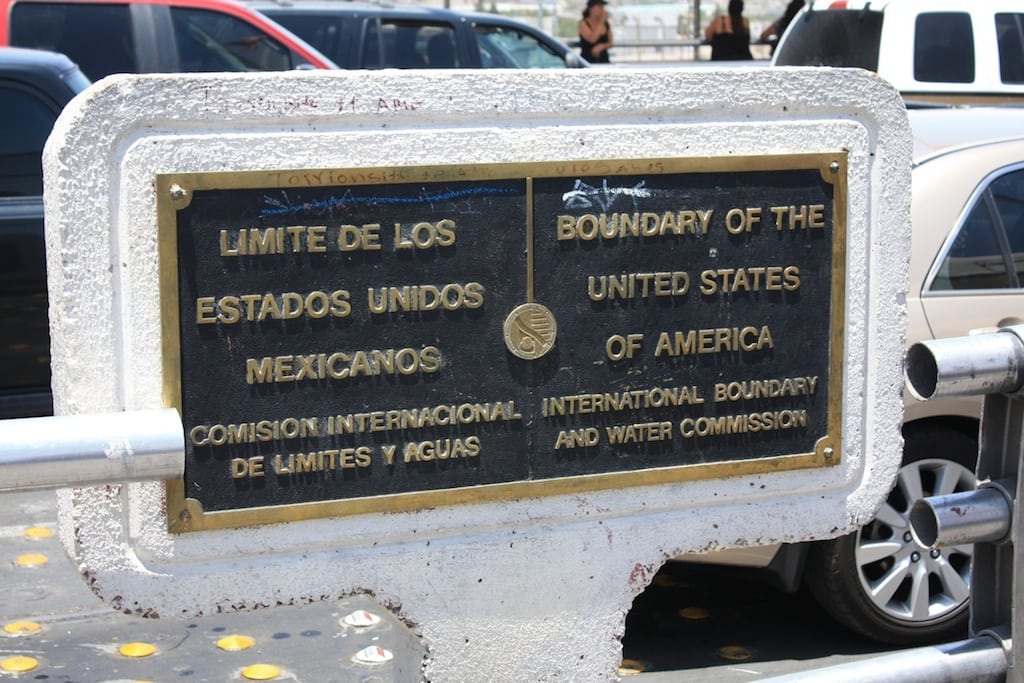 LIMITE DE LOS
ESTADOS UNIDOS
MEXICANOS
COMISION INTERNACIONAL
DE LIMITES Y AGUAS
BOUNDARY OF THE
UNITED STATES
OF AMERICA
INTERNATIONAL BOUNDARY
AND WATER COMMISSION